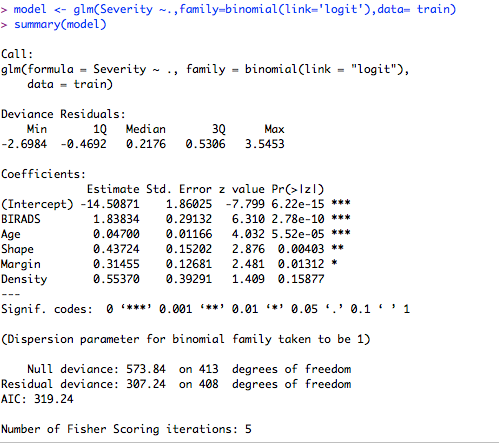 > model <- glm(Severity ~.,family=binomial(link='logit'),data= train)
> summary(model)
Call:
glm(formula = Severity ~ ., family = binomial(link = "logit"),
    data = train)
Deviance Residuals:
    Min      1Q  Median      3Q     Max
-2.6984 -0.4692  0.2176  0.5306  3.5453
Coefficients:
             Estimate Std. Error z value Pr(>|z|)
(Intercept) -14.50871    1.86025  -7.799 6.22e-15 ***
BIRADS        1.83834    0.29132   6.310 2.78e-10 ***
Age           0.04700    0.01166   4.032 5.52e-05 ***
Shape         0.43724    0.15202   2.876  0.00403 **
Margin        0.31455    0.12681   2.481  0.01312 *
Density       0.55370    0.39291   1.409  0.15877
---
Signif. codes:  0 ‘***’ 0.001 ‘**’ 0.01 ‘*’ 0.05 ‘.’ 0.1 ‘ ’ 1
(Dispersion parameter for binomial family taken to be 1)
    Null deviance: 573.84  on 413  degrees of freedom
Residual deviance: 307.24  on 408  degrees of freedom
AIC: 319.24
Number of Fisher Scoring iterations: 5